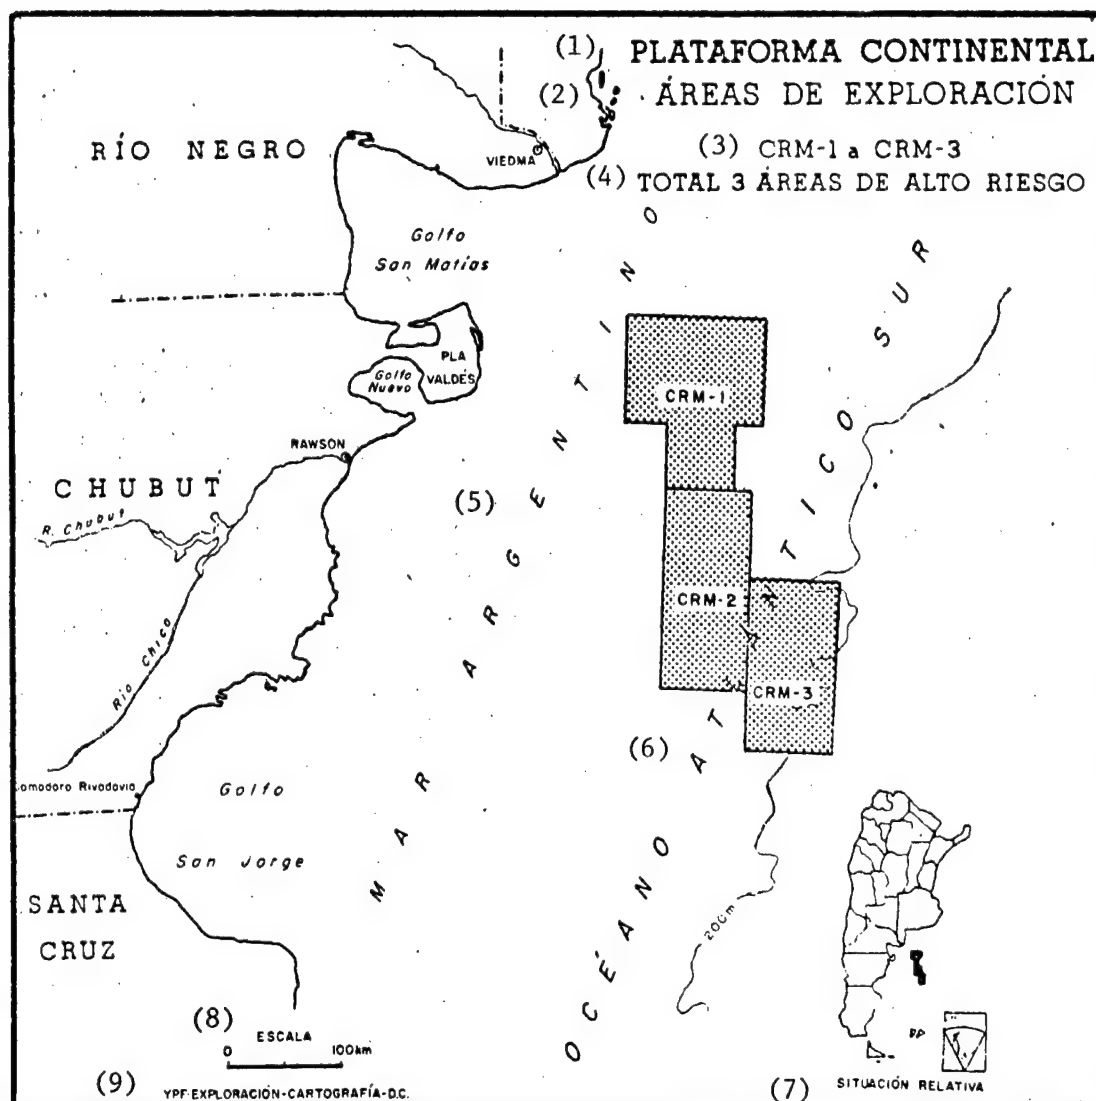 (1) PLATAFORMA CONTINENTAL
(2) ÁREAS DE EXPLORACIÓN
(3) CRM-1 a CRM-3
(4) TOTAL 3 ÁREAS DE ALTO RIESGO
RÍO NEGRO
VIEDMA
Golfo
San Matías
PLA
VALDÉS
Golfo
Nuevo
RAWSON
CHUBUT
R. Chubut
Río Chico
Comodoro Rivadavia
Golfo
San Jorge
SANTA
CRUZ
(5)
MAR ARGENTINO
CRM-1
CRM-2
CRM-3
(6)
OCÉANO ATLÁNTICO SUR
200m
(8) ESCALA
0 100km
(9) YPF-EXPLORACIÓN-CARTOGRAFÍA-D.C.
(7) SITUACIÓN RELATIVA